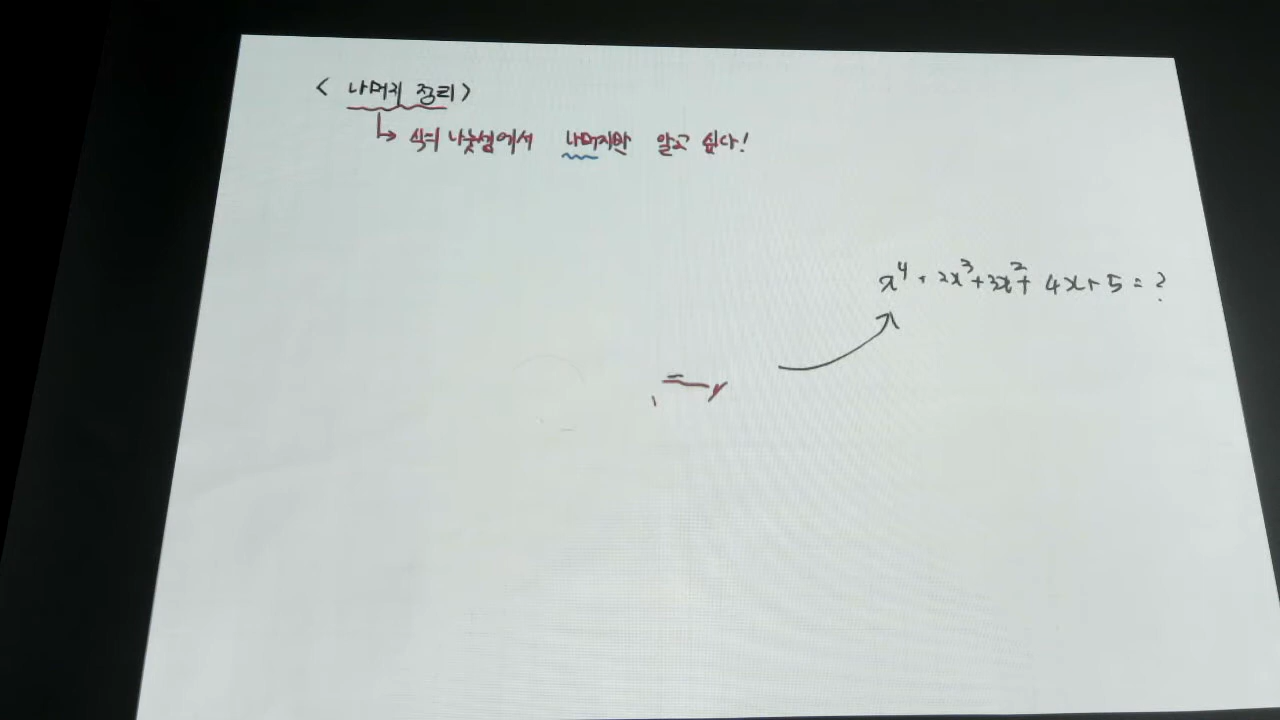 < 나머지 정리 >
↳ 식의 나눗셈에서 나머지만 알고 싶다!
x⁴ + 2x³ + 3x² + 4x + 5 = ?